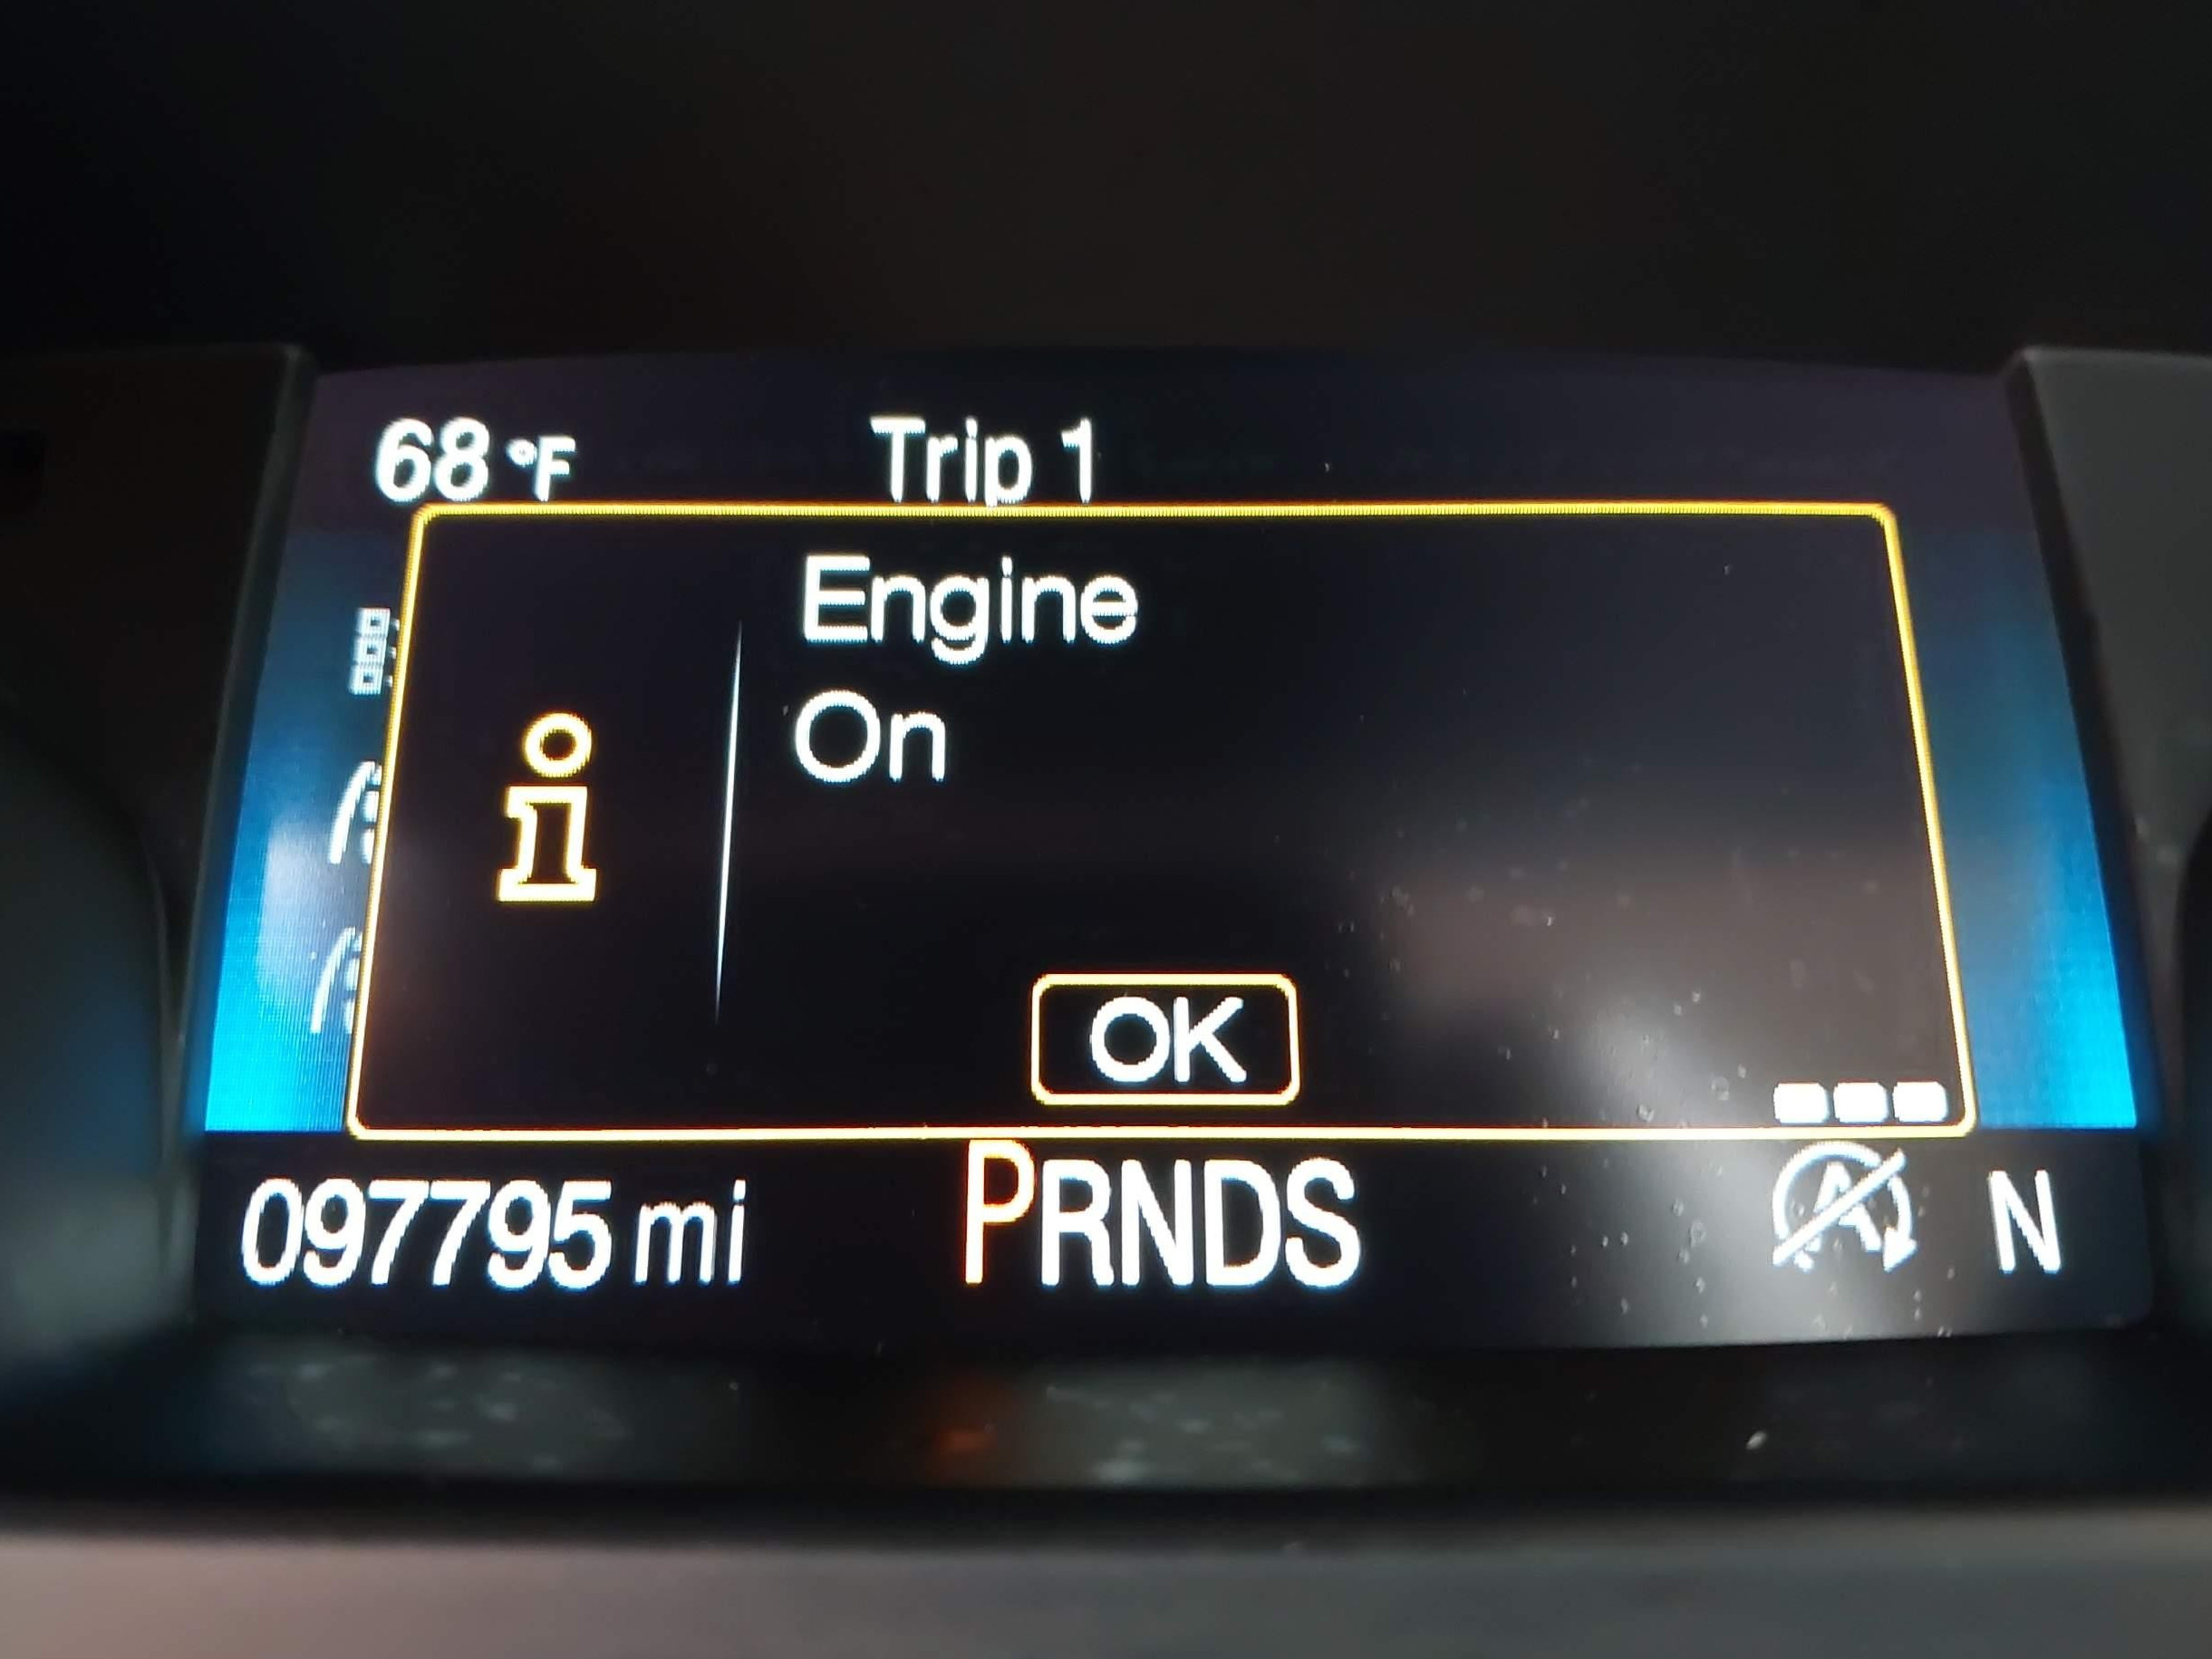 68 °F Trip 1
Engine
On
OK
097795 mi PRNDS A N